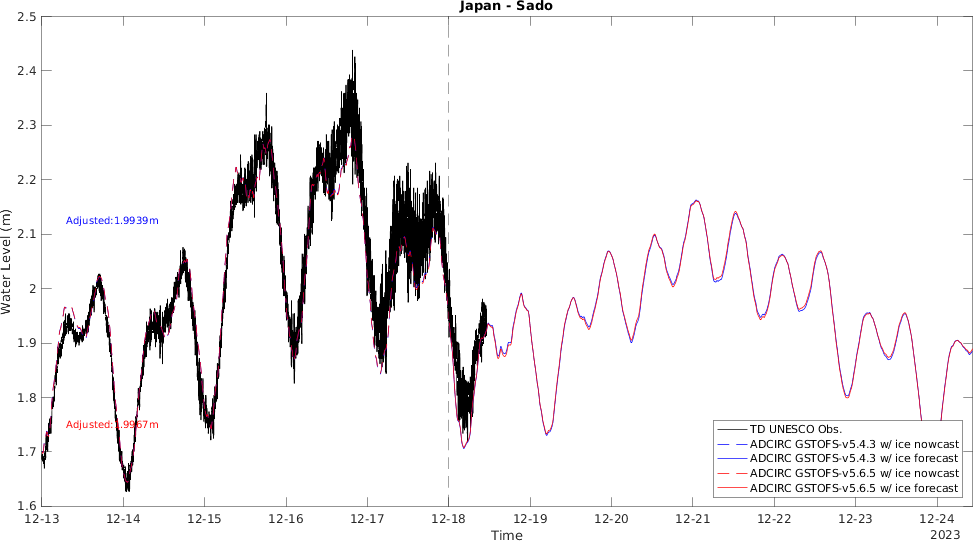 Japan - Sado
2.5
2.4
2.3
2.2
2.1
2
1.9
1.8
1.7
1.6
Water Level (m)
Adjusted:1.9939m
Adjusted:1.9967m
TD UNESCO Obs.
ADCIRC GSTOFS-v5.4.3 w/ ice nowcast
ADCIRC GSTOFS-v5.4.3 w/ ice forecast
ADCIRC GSTOFS-v5.6.5 w/ ice nowcast
ADCIRC GSTOFS-v5.6.5 w/ ice forecast
12-13 12-14 12-15 12-16 12-17 12-18 12-19 12-20 12-21 12-22 12-23 12-24
Time
2023